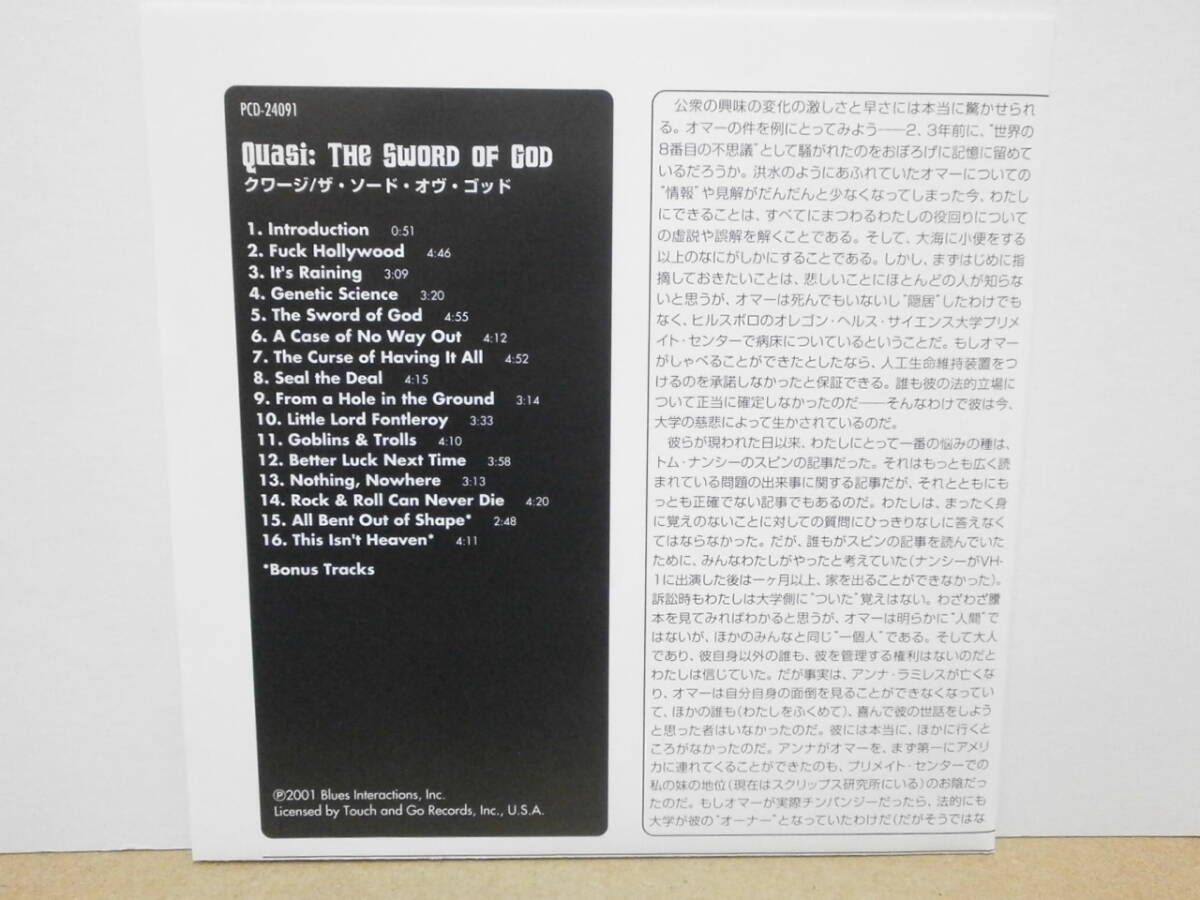 PCD-24091
Quasi: The Sword of God
クワージ/ザ・ソード・オヴ・ゴッド
1. Introduction 0:51
2. Fuck Hollywood 4:46
3. It's Raining 3:09
4. Genetic Science 3:20
5. The Sword of God 4:55
6. A Case of No Way Out 4:12
7. The Curse of Having It All 4:52
8. Seal the Deal 4:15
9. From a Hole in the Ground 3:14
10. Little Lord Fontleroy 3:33
11. Goblins & Trolls 4:10
12. Better Luck Next Time 3:58
13. Nothing, Nowhere 3:13
14. Rock & Roll Can Never Die 4:20
15. All Bent Out of Shape* 2:48
16. This Isn't Heaven* 4:11
*Bonus Tracks
℗2001 Blues Interactions, Inc.
Licensed by Touch and Go Records, Inc., U.S.A.
公衆の興味の変化の激しさと早さには本当に驚かせられ
る。オマーの件を例にとってみよう——2、3年前に、“世界の
8番目の不思議”として騒がれたのをおぼろげに記憶に留めて
いるだろうか。洪水のようにあふれていたオマーについての
“情報”や見解がだんだんと少なくなってしまった今、わたし
にできることは、すべてにまつわるわたしの役回りについて
の虚説や誤解を解くことである。そして、大海に小便をする
以上のなにがしかにすることである。しかし、まずはじめに指
摘しておきたいことは、悲しいことにほとんどの人が知らな
いと思うが、オマーは死んでもいないし“隠居”したわけでも
なく、ヒルスボロのオレゴン・ヘルス・サイエンス大学プリメ
イト・センターで病床についているということだ。もしオマー
がしゃべることができたとしたなら、人工生命維持装置をつ
けるのを承諾しなかったと保証できる。誰も彼の法的立場に
ついて正当に確定しなかったのだ——そんなわけで彼は今、
大学の慈悲によって生かされているのだ。
彼らが現われた日以来、わたしにとって一番の悩みの種は、
トム・ナンシーのスピンの記事だった。それはもっとも広く読
まれている問題の出来事に関する記事だが、それとともにも
っとも正確でない記事でもあるのだ。わたしは、まったく身
に覚えのないことに対しての質問にひっきりなしに答えなく
てはならなかった。だが、誰もがスピンの記事を読んでいた
ために、みんなわたしがやったと考えていた(ナンシーがVH-
1に出演した後は一ヶ月以上、家を出ることができなかった)。
訴訟時もわたしは大学側に“ついた”覚えはない。わざわざ謄
本を見てみればわかると思うが、オマーは明らかに“人間”で
はないが、ほかのみんなと同じ“一個人”である。そして大人
であり、彼自身以外の誰も、彼を管理する権利はないのだと
わたしは信じていた。だが事実は、アンナ・ラミレスが亡くな
り、オマーは自分自身の面倒を見ることができなくなってい
て、ほかの誰も(わたしをふくめて)、喜んで彼の世話をしよう
と思った者はいなかったのだ。彼には本当に、ほかに行くと
ころがなかったのだ。アンナがオマーを、まず第一にアメリ
カに連れてくることができたのも、プリメイト・センターでの
私の妹の地位(現在はスクリップス研究所にいる)のお陰だっ
たのだ。もしオマーが実際チンパンジーだったら、法的にも
大学が彼の“オーナー”となっていたわけだ(だがそうではな